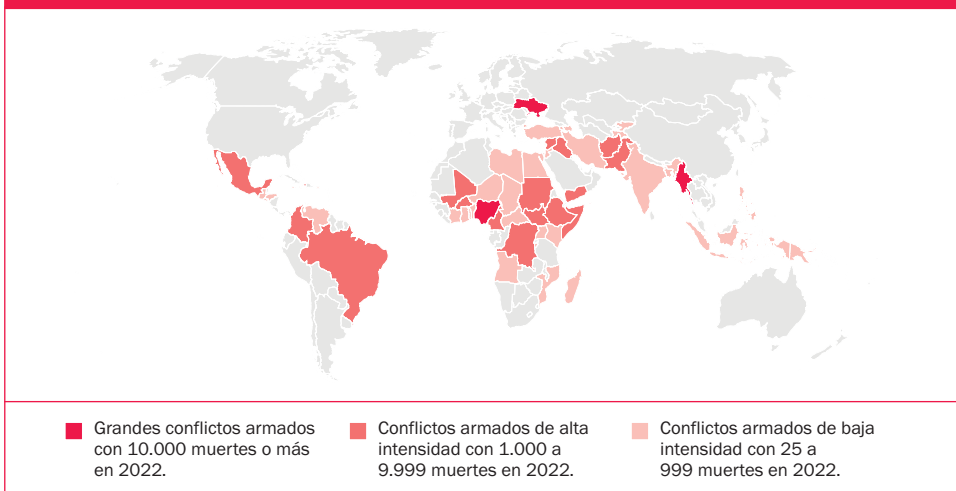 Grandes conflictos armados
con 10.000 muertes o más
en 2022.
Conflictos armados de alta
intensidad con 1.000 a
9.999 muertes en 2022.
Conflictos armados de baja
intensidad con 25 a
999 muertes en 2022.